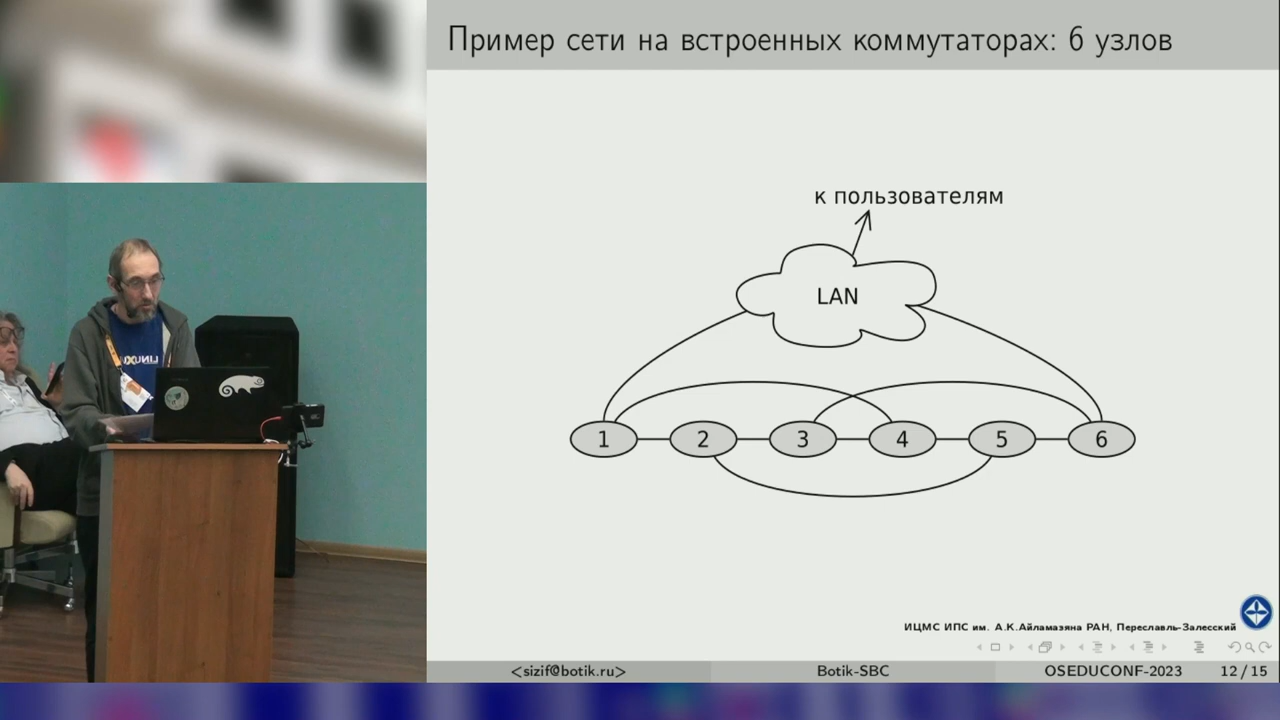 Пример сети на встроенных коммутаторах: 6 узлов
к пользователям
LAN
1 2 3 4 5 6
LINUX
ИЦМС ИПС им. А.К.Айламазяна РАН, Переславль-Залесский
<sizif@botik.ru> Botik-SBC OSEDUCONF-2023 12 / 15